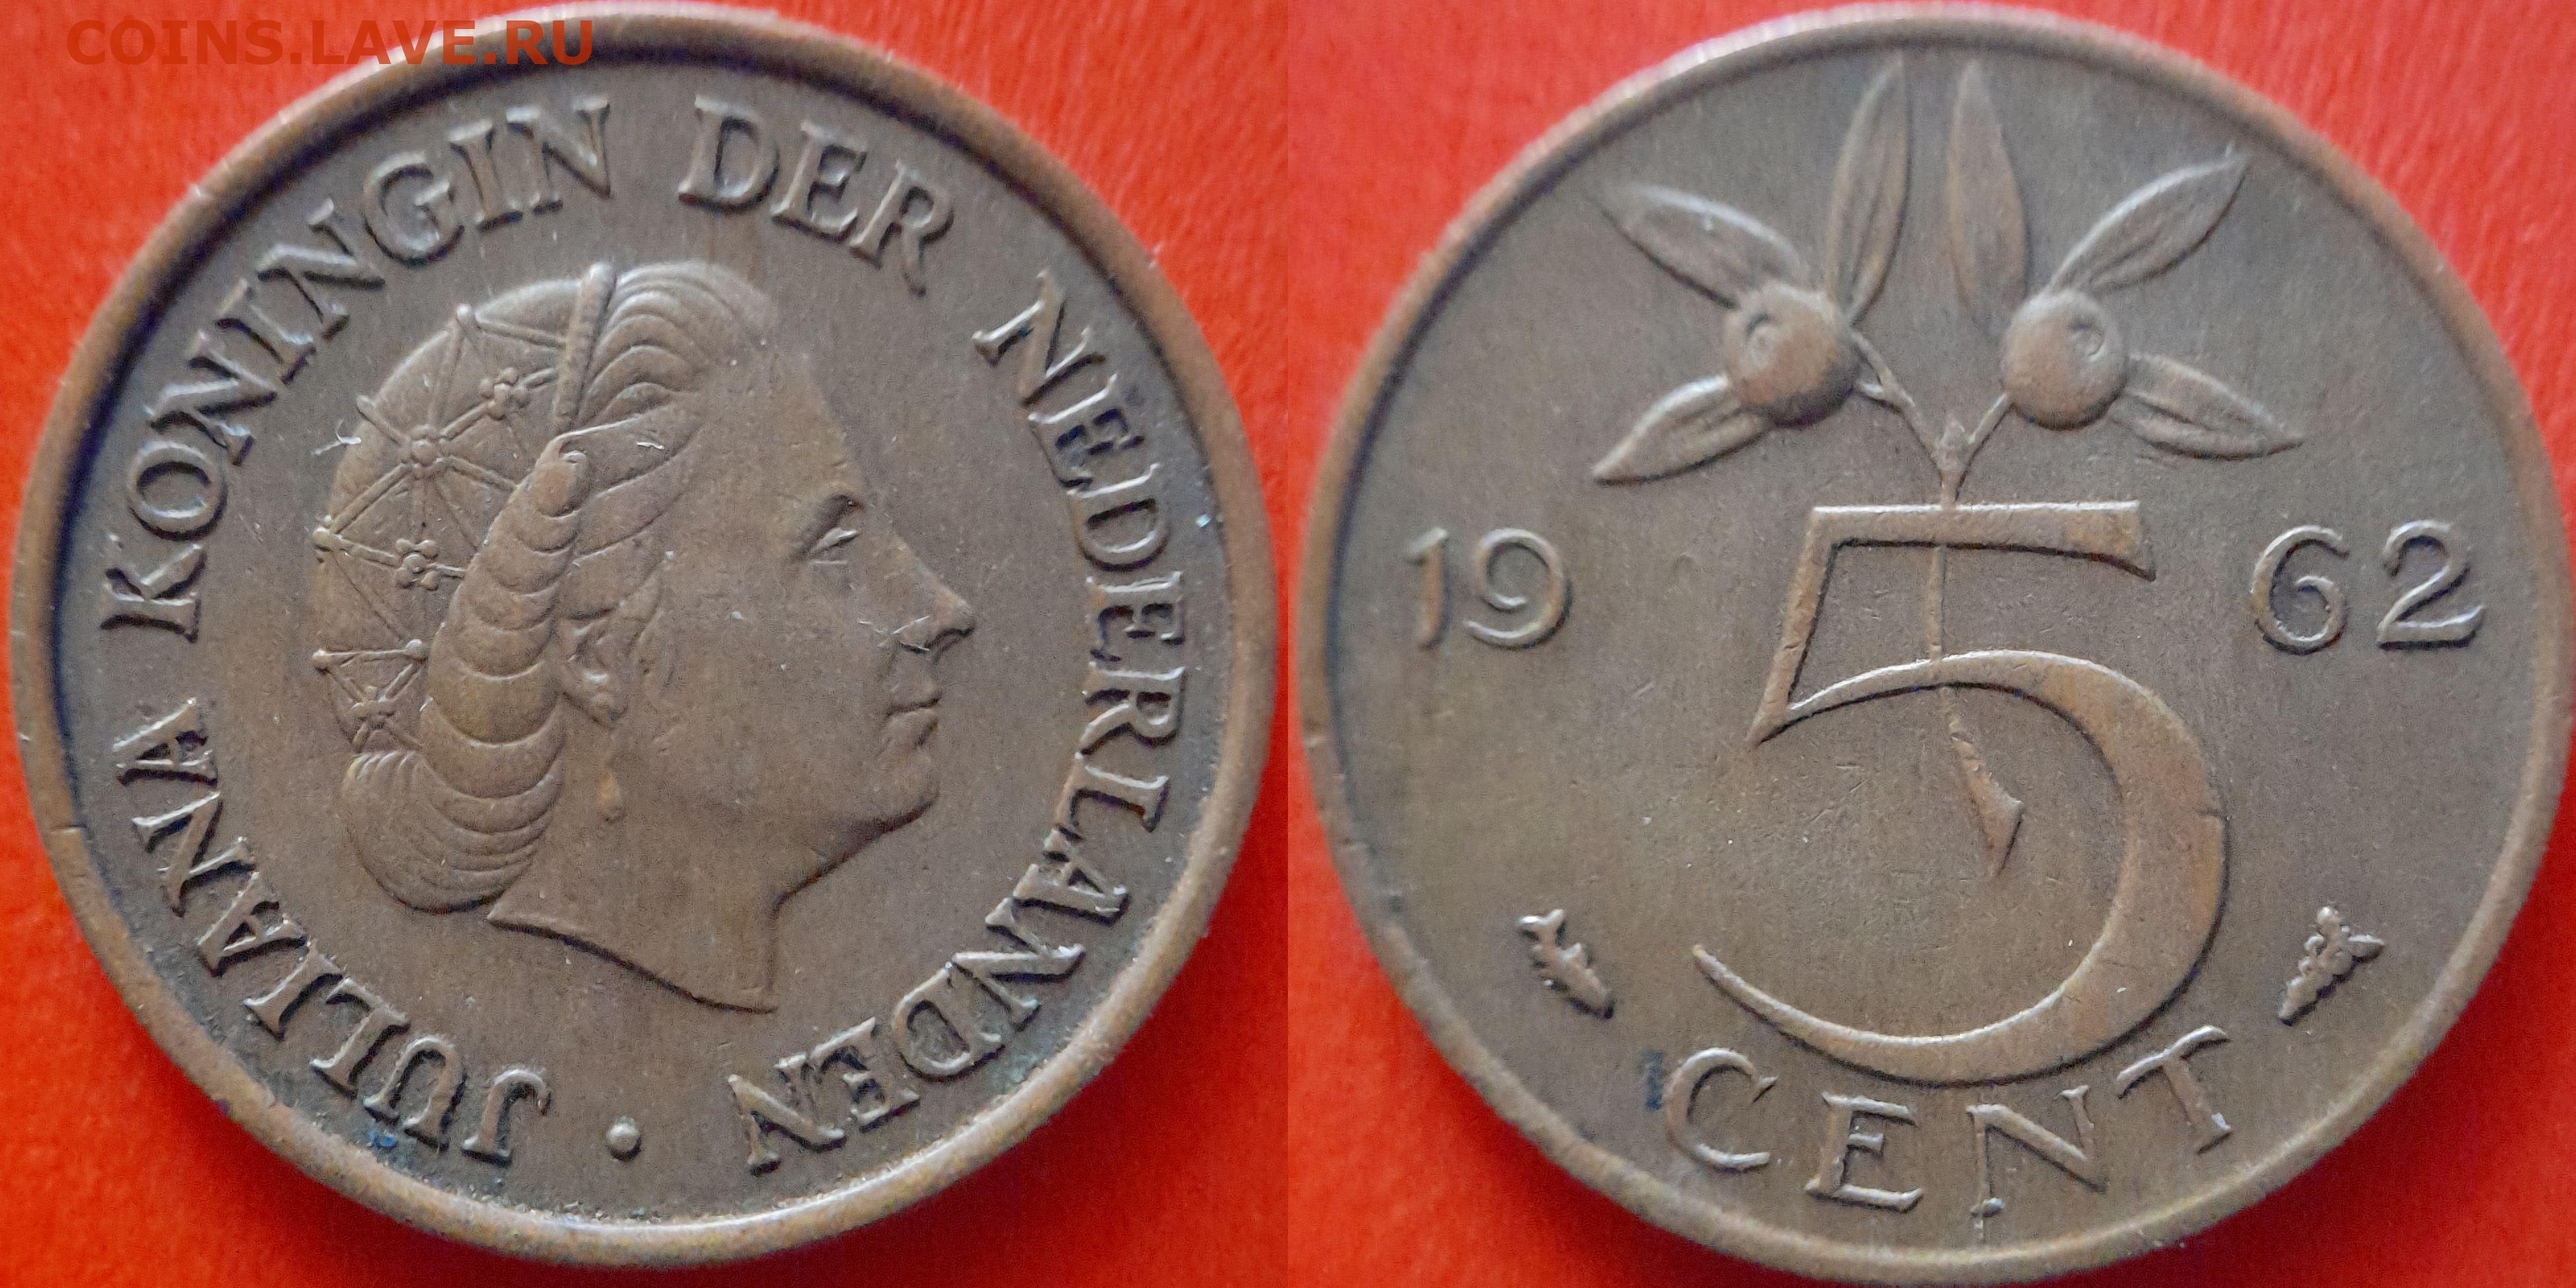 COINS.LAVE.RU
JULIANA KONINGIN DER NEDERLANDEN ·
19 62
5
CENT